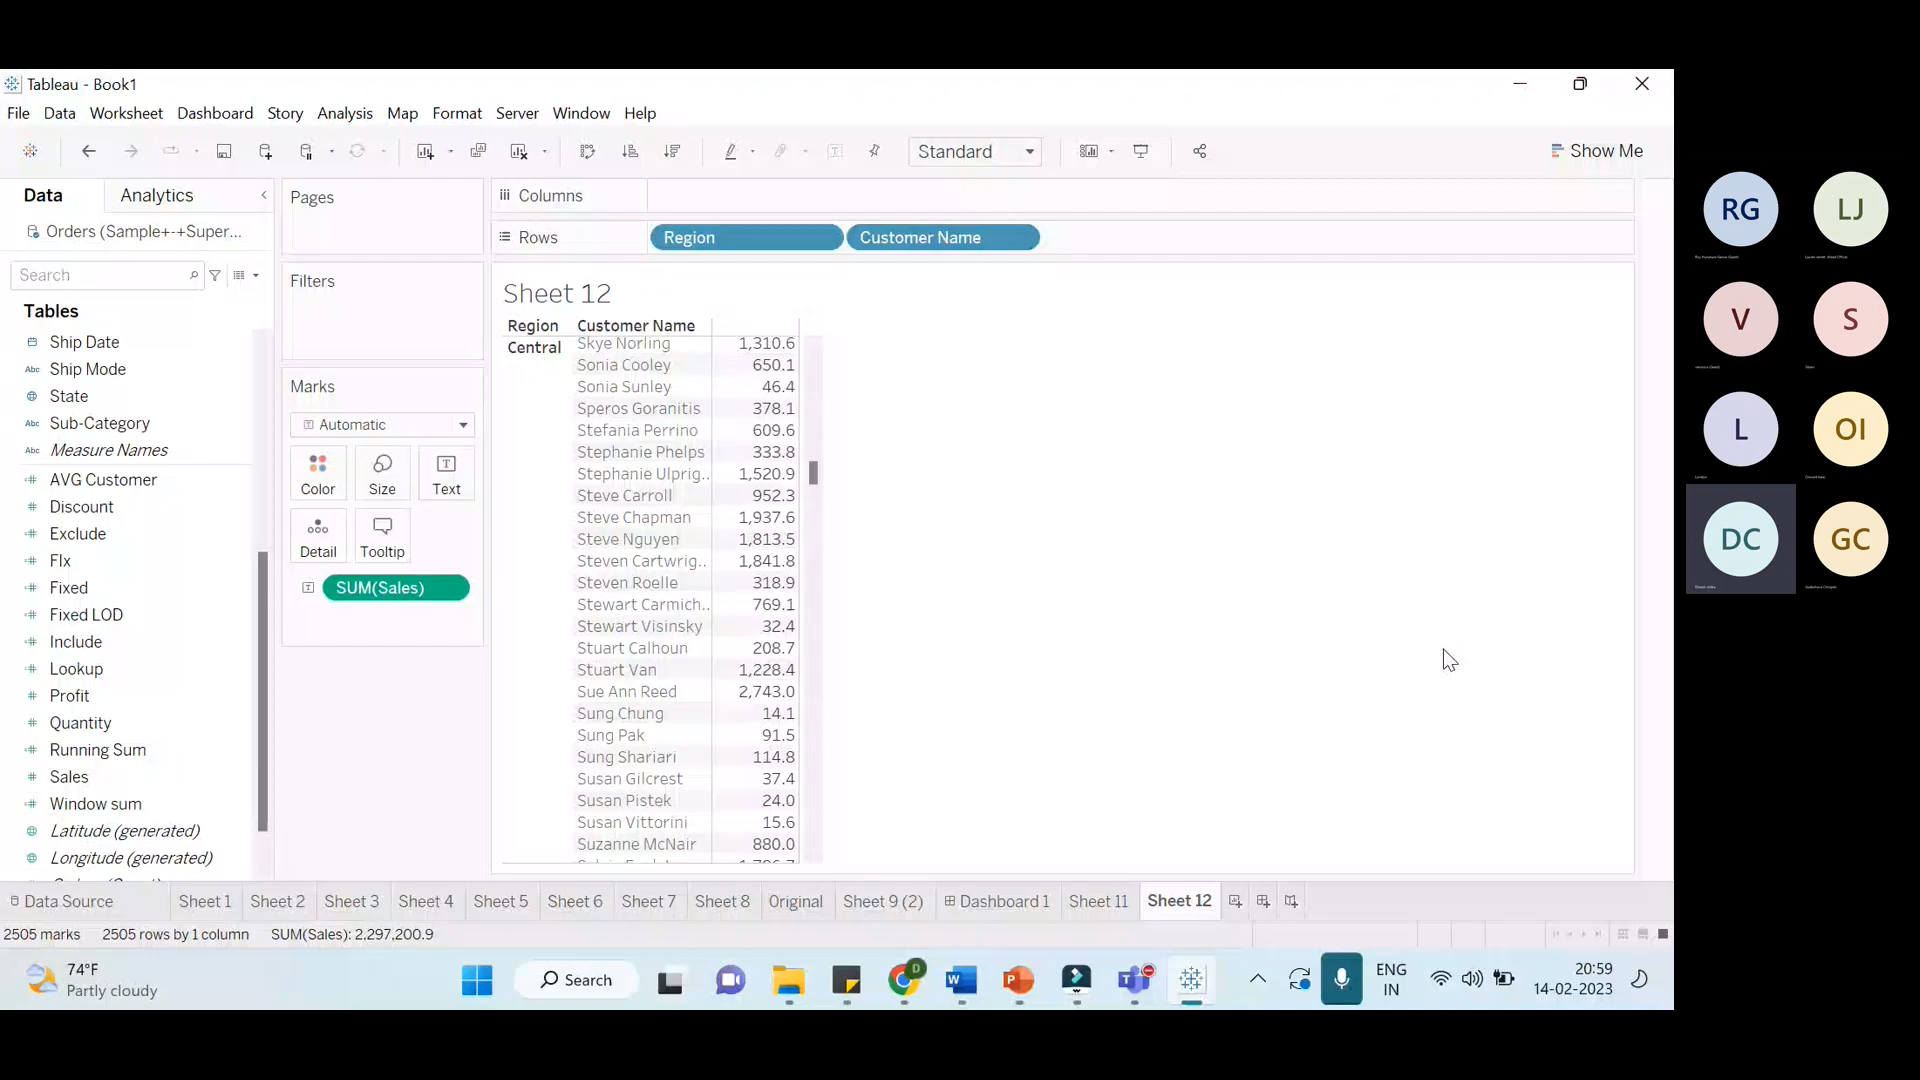 Tableau - Book1
File Data Worksheet Dashboard Story Analysis Map Format Server Window Help
Standard
Show Me
Data Analytics
Orders (Sample+-+Super...
Search
Tables
Ship Date
Abc Ship Mode
State
Abc Sub-Category
Abc Measure Names
AVG Customer
Discount
Exclude
FIx
Fixed
Fixed LOD
Include
Lookup
Profit
Quantity
Running Sum
Sales
Window sum
Latitude (generated)
Longitude (generated)
Pages
Filters
Marks
Automatic
Color Size Text
Detail Tooltip
SUM(Sales)
Columns
Rows Region Customer Name
Sheet 12
Region Customer Name
Central Skye Norling 1,310.6
Sonia Cooley 650.1
Sonia Sunley 46.4
Speros Goranitis 378.1
Stefania Perrino 609.6
Stephanie Phelps 333.8
Stephanie Ulprig.. 1,520.9
Steve Carroll 952.3
Steve Chapman 1,937.6
Steve Nguyen 1,813.5
Steven Cartwrig.. 1,841.8
Steven Roelle 318.9
Stewart Carmich.. 769.1
Stewart Visinsky 32.4
Stuart Calhoun 208.7
Stuart Van 1,228.4
Sue Ann Reed 2,743.0
Sung Chung 14.1
Sung Pak 91.5
Sung Shariari 114.8
Susan Gilcrest 37.4
Susan Pistek 24.0
Susan Vittorini 15.6
Suzanne McNair 880.0
Data Source Sheet 1 Sheet 2 Sheet 3 Sheet 4 Sheet 5 Sheet 6 Sheet 7 Sheet 8 Original Sheet 9 (2) Dashboard 1 Sheet 11 Sheet 12
2505 marks 2505 rows by 1 column SUM(Sales): 2,297,200.9
74°F
Partly cloudy
Search
D
ENG
IN
20:59
14-02-2023
RG LJ
V S
L OI
DC GC